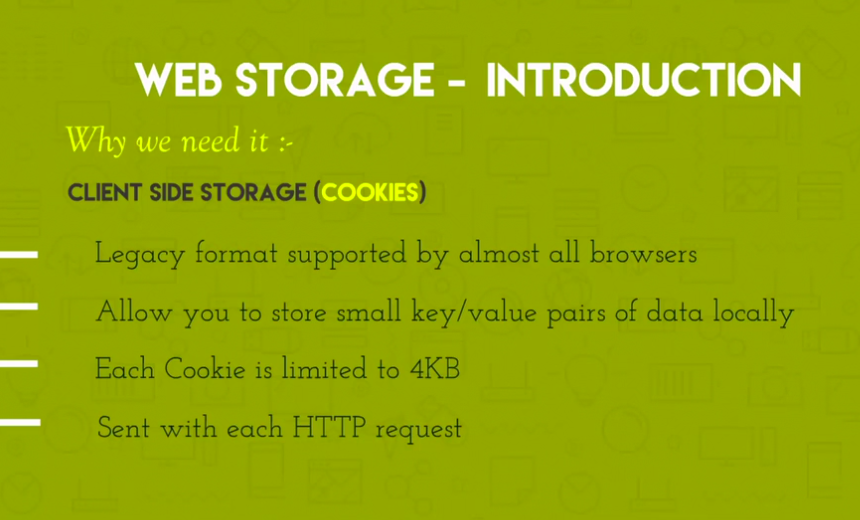 WEB STORAGE - INTRODUCTION
Why we need it :-
CLIENT SIDE STORAGE (COOKIES)
Legacy format supported by almost all browsers
Allow you to store small key/value pairs of data locally
Each Cookie is limited to 4KB
Sent with each HTTP request